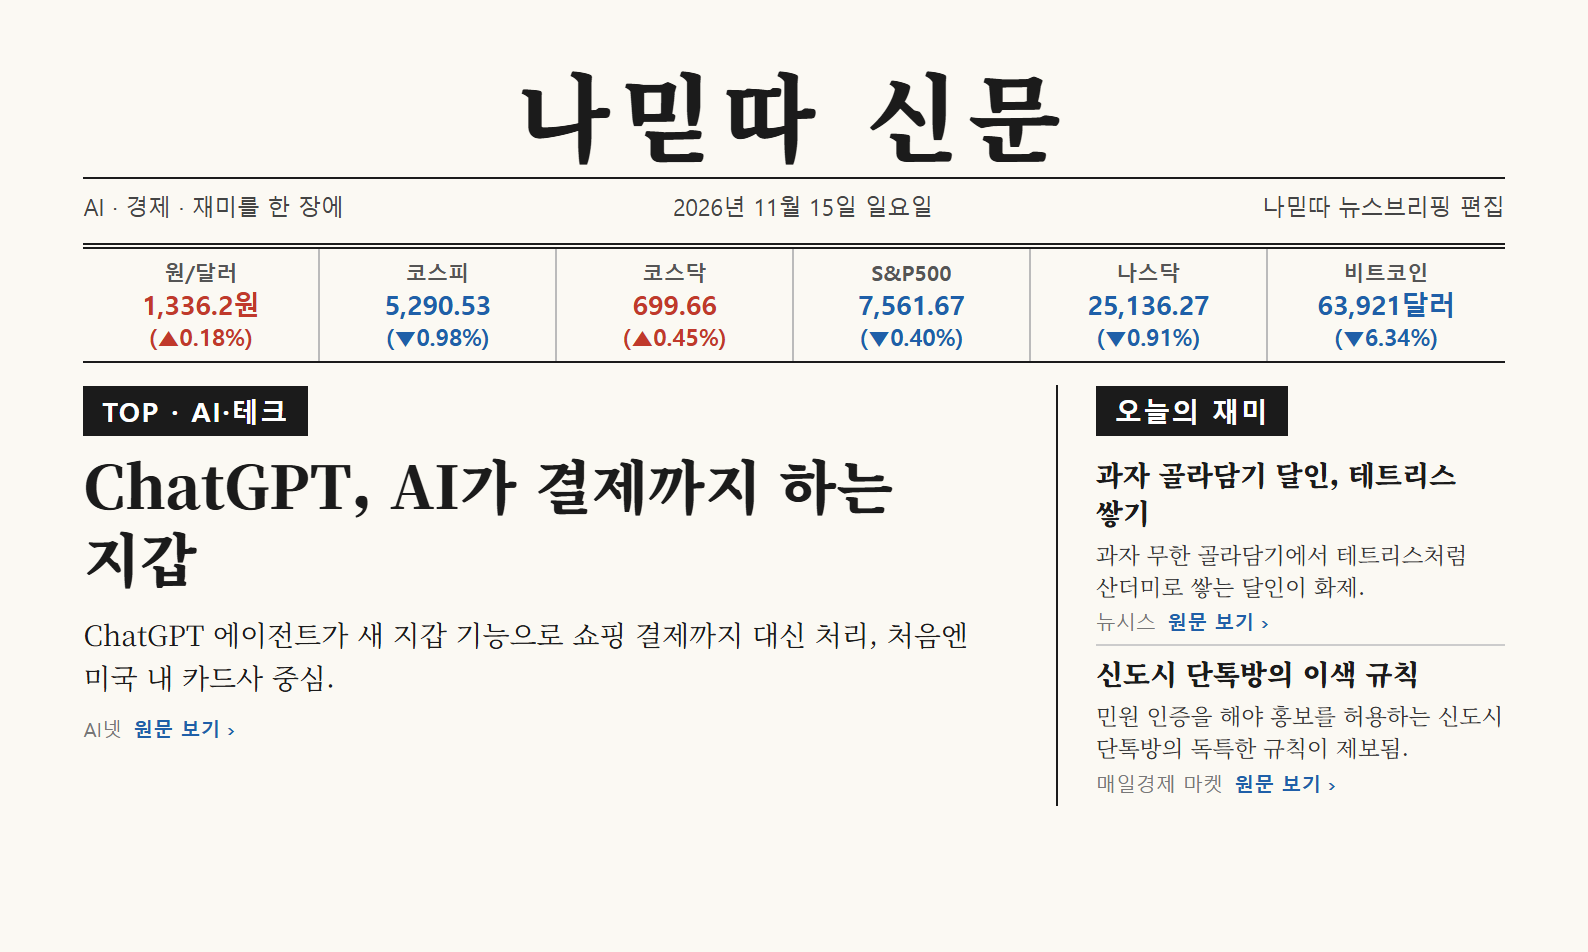 나믿따 신문
AI · 경제 · 재미를 한 장에
2026년 11월 15일 일요일
나믿따 뉴스브리핑 편집
원/달러
1,336.2원
(▲0.18%)
코스피
5,290.53
(▼0.98%)
코스닥
699.66
(▲0.45%)
S&P500
7,561.67
(▼0.40%)
나스닥
25,136.27
(▼0.91%)
비트코인
63,921달러
(▼6.34%)
TOP · AI·테크
ChatGPT, AI가 결제까지 하는
지갑
ChatGPT 에이전트가 새 지갑 기능으로 쇼핑 결제까지 대신 처리, 처음엔
미국 내 카드사 중심.
AI넷 원문 보기 ›
오늘의 재미
과자 골라담기 달인, 테트리스
쌓기
과자 무한 골라담기에서 테트리스처럼
산더미로 쌓는 달인이 화제.
뉴시스 원문 보기 ›
신도시 단톡방의 이색 규칙
민원 인증을 해야 홍보를 허용하는 신도시
단톡방의 독특한 규칙이 제보됨.
매일경제 마켓 원문 보기 ›